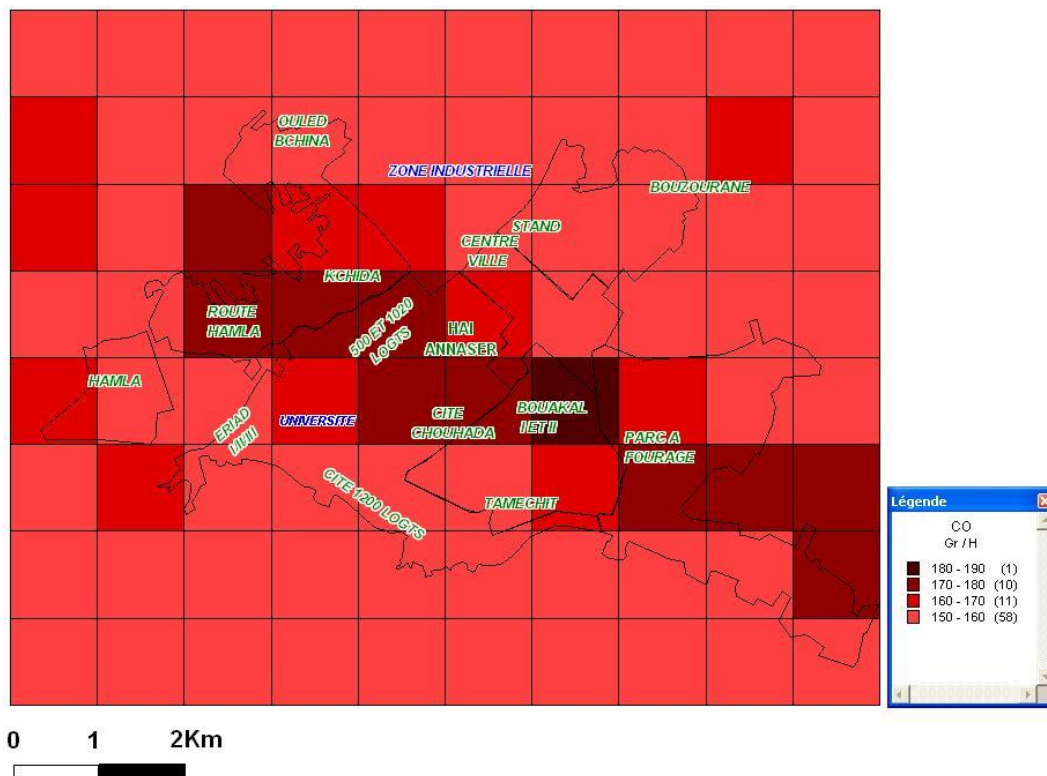 OULED
BCHINA
ZONE INDUSTRIELLE
BOUZOURANE
STAND
CENTRE
VILLE
KCHIDA
ROUTE
HAMLA
500 ET 1020
LOGTS
HAI
ANNASER
HAMLA
ERIAD
I/II/III
UNIVERSITE
CITE
CHOUHADA
BOUAKAL
I ET II
PARC A
FOURAGE
CITE 1200 LOGTS
TAMECHIT
Légende
CO
Gr / H
180 - 190 (1)
170 - 180 (10)
160 - 170 (11)
150 - 160 (58)
0 1 2Km